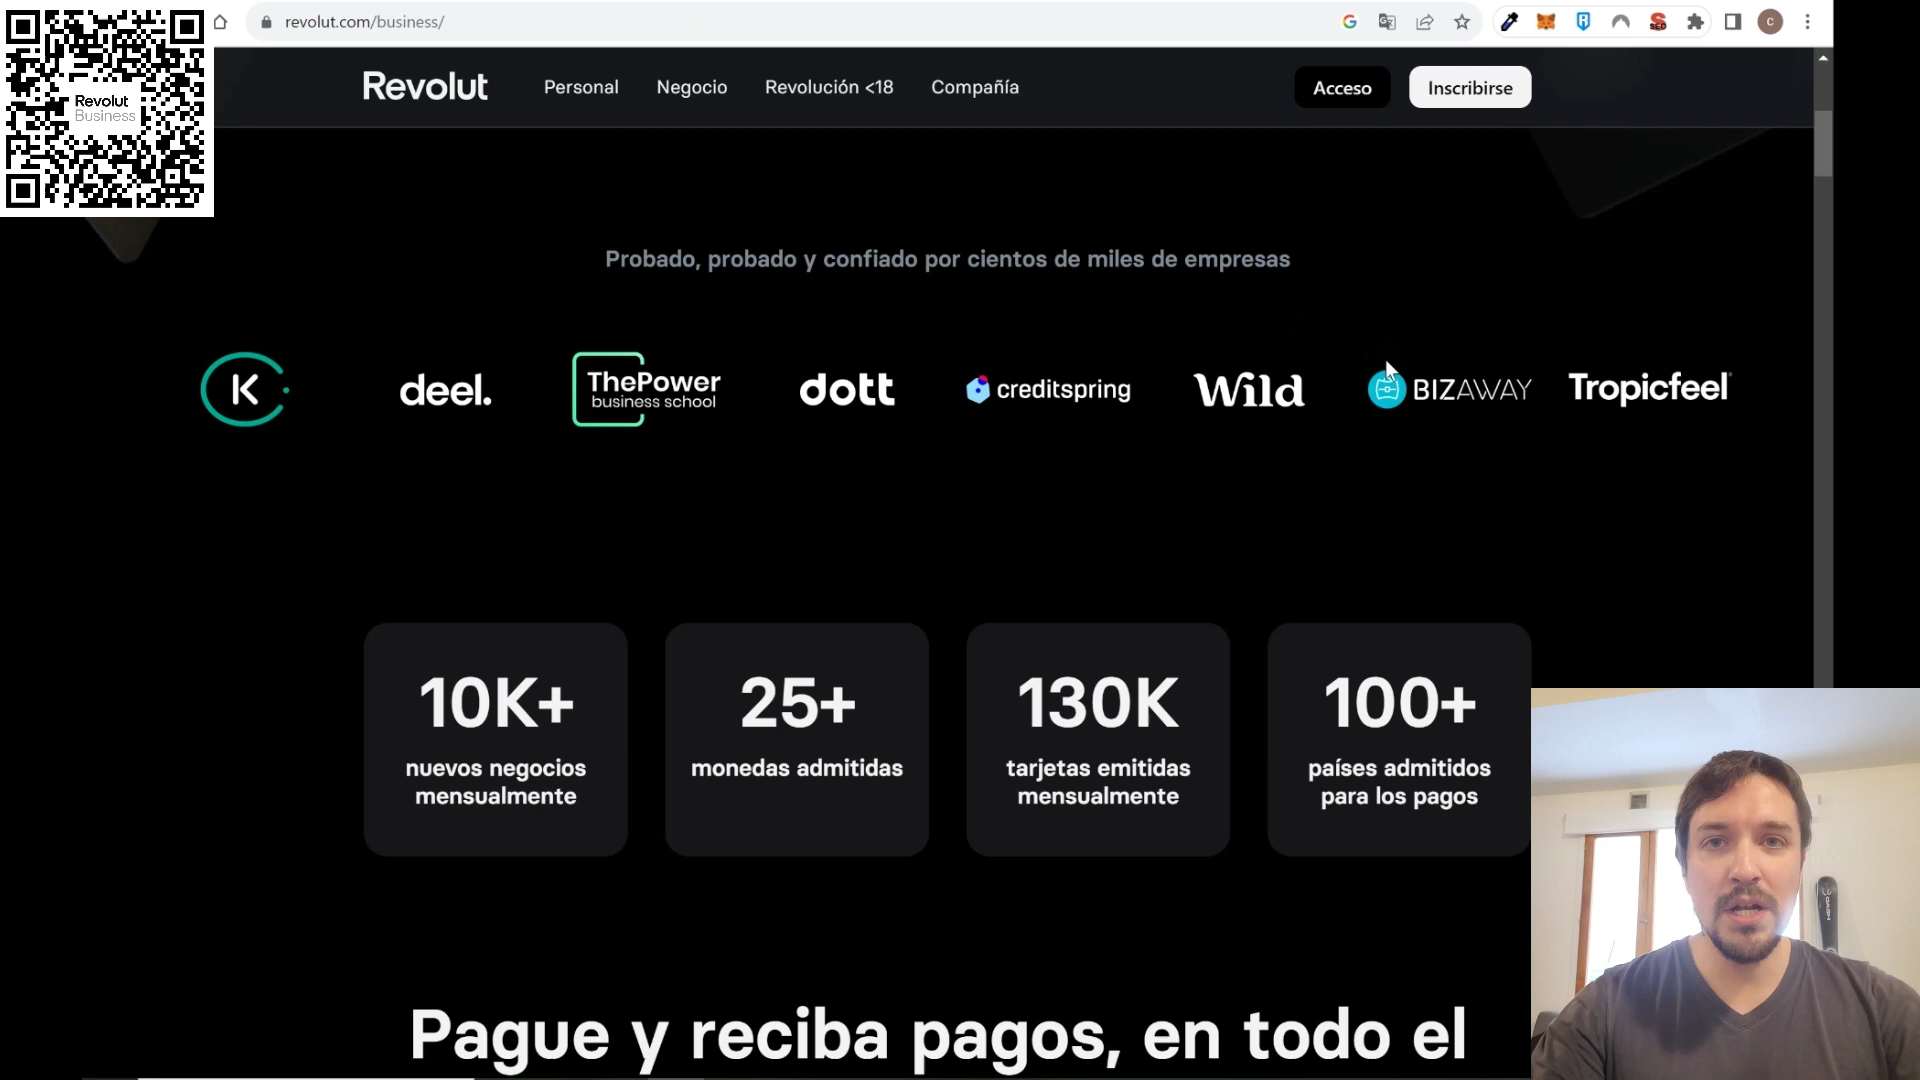 revolut.com/business/
Revolut
Business
Revolut
Personal
Negocio
Revolución <18
Compañía
Acceso
Inscribirse
Probado, probado y confiado por cientos de miles de empresas
K
deel.
ThePower
business school
dott
creditspring
Wild
BIZAWAY
Tropicfeel
10K+
nuevos negocios
mensualmente
25+
monedas admitidas
130K
tarjetas emitidas
mensualmente
100+
países admitidos
para los pagos
Pague y reciba pagos, en todo el